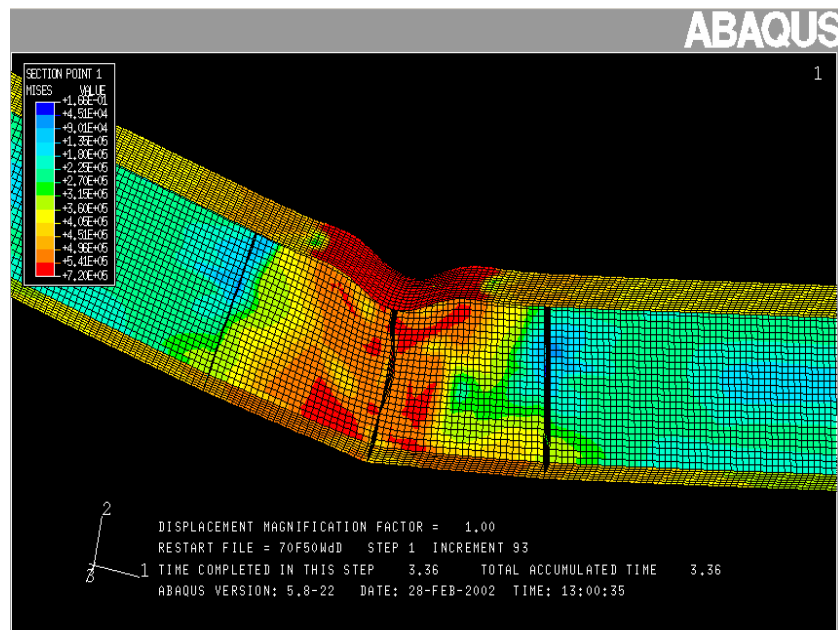 ABAQUS
1
SECTION POINT 1
MISES VALUE
+1.66E-01
+4.51E+04
+9.01E+04
+1.35E+05
+1.80E+05
+2.25E+05
+2.70E+05
+3.15E+05
+3.60E+05
+4.05E+05
+4.51E+05
+4.96E+05
+5.41E+05
+7.20E+05
2
3
1
DISPLACEMENT MAGNIFICATION FACTOR = 1.00
RESTART FILE = 70F50WdD STEP 1 INCREMENT 93
TIME COMPLETED IN THIS STEP 3.36 TOTAL ACCUMULATED TIME 3.36
ABAQUS VERSION: 5.8-22 DATE: 28-FEB-2002 TIME: 13:00:35